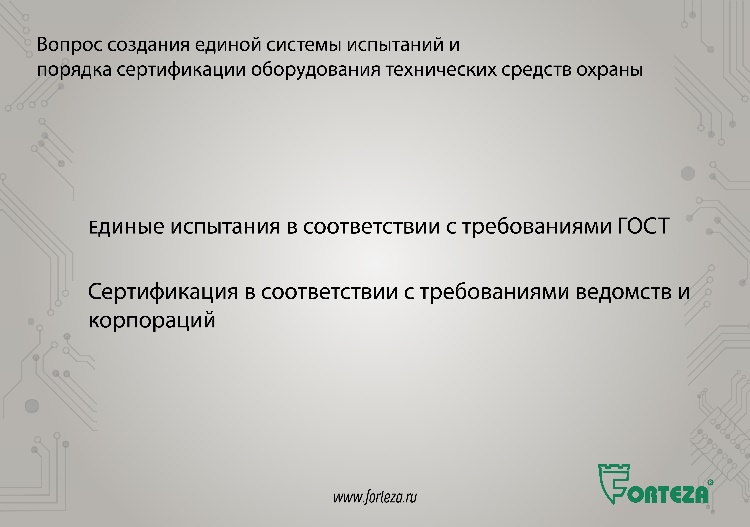 Вопрос создания единой системы испытаний и
порядка сертификации оборудования технических средств охраны
Единые испытания в соответствии с требованиями ГОСТ
Сертификация в соответствии с требованиями ведомств и
корпораций
www.forteza.ru
FORTEZA®